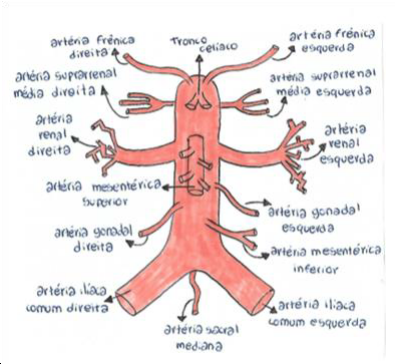 artéria frênica
direita
Tronco
celíaco
artéria frênica
esquerda
artéria suprarrenal
média direita
artéria suprarrenal
média esquerda
artéria
renal
direita
artéria
renal
esquerda
artéria mesentérica
superior
artéria gonadal
esquerda
artéria gonadal
direita
artéria mesentérica
inferior
artéria ilíaca
comum direita
artéria sacral
mediana
artéria ilíaca
comum esquerda